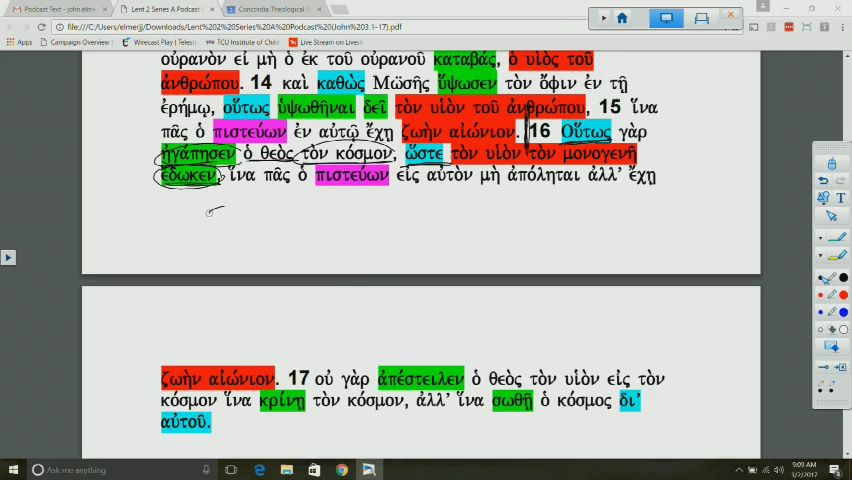 Podcast Text - john.elme
Lent 2 Series A Podcast
Concordia Theological S
file:///C:/Users/elmerjj/Downloads/Lent%202%20Series%20A%20Podcast(John%203.1-17).pdf
Apps
Campaign Overview |
Wirecast Play | Telest
TCU Institute of Child
Live Stream on Livest
οὐρανὸν εἰ μὴ ὁ ἐκ τοῦ οὐρανοῦ καταβάς, ὁ υἱὸς τοῦ
ἀνθρώπου. 14 καὶ καθὼς Μωϋσῆς ὕψωσεν τὸν ὄφιν ἐν τῇ
ἐρήμῳ, οὕτως ὑψωθῆναι δεῖ τὸν υἱὸν τοῦ ἀνθρώπου, 15 ἵνα
πᾶς ὁ πιστεύων ἐν αὐτῷ ἔχῃ ζωὴν αἰώνιον. 16 Οὕτως γὰρ
ἠγάπησεν ὁ θεὸς τὸν κόσμον, ὥστε τὸν υἱὸν τὸν μονογενῆ
ἔδωκεν, ἵνα πᾶς ὁ πιστεύων εἰς αὐτὸν μὴ ἀπόληται ἀλλ’ ἔχῃ
ζωὴν αἰώνιον. 17 οὐ γὰρ ἀπέστειλεν ὁ θεὸς τὸν υἱὸν εἰς τὸν
κόσμον ἵνα κρίνῃ τὸν κόσμον, ἀλλ’ ἵνα σωθῇ ὁ κόσμος δι’
αὐτοῦ.
T
Ask me anything
9:09 AM
3/2/2017